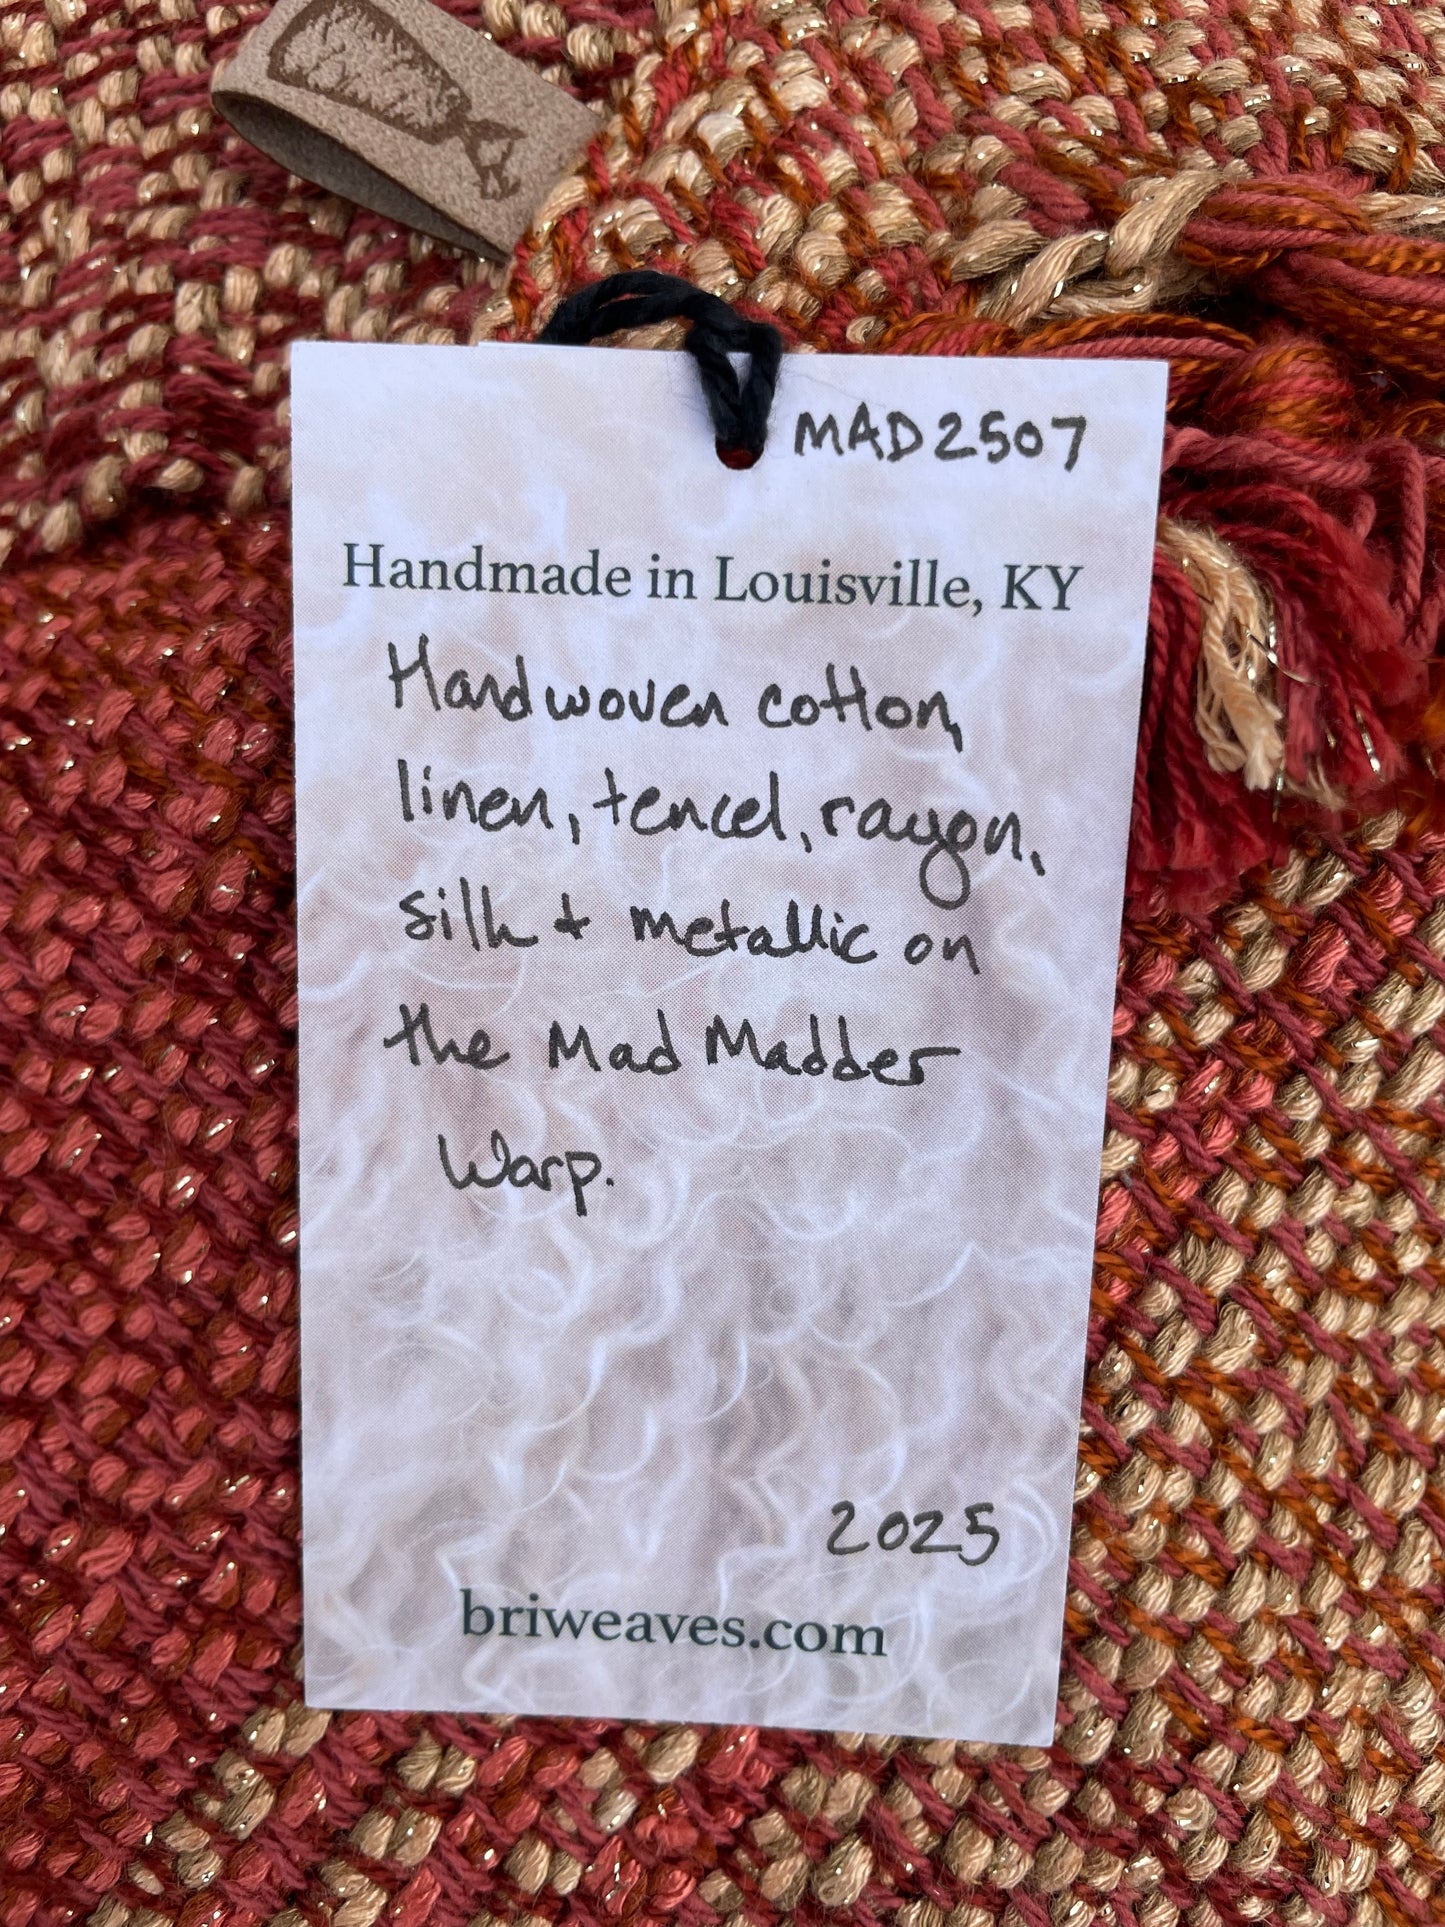 MAD2507
Handmade in Louisville, KY
Handwoven cotton,
linen, tencel, rayon,
silk + metallic on
the Mad Madder
Warp.
2025
briweaves.com